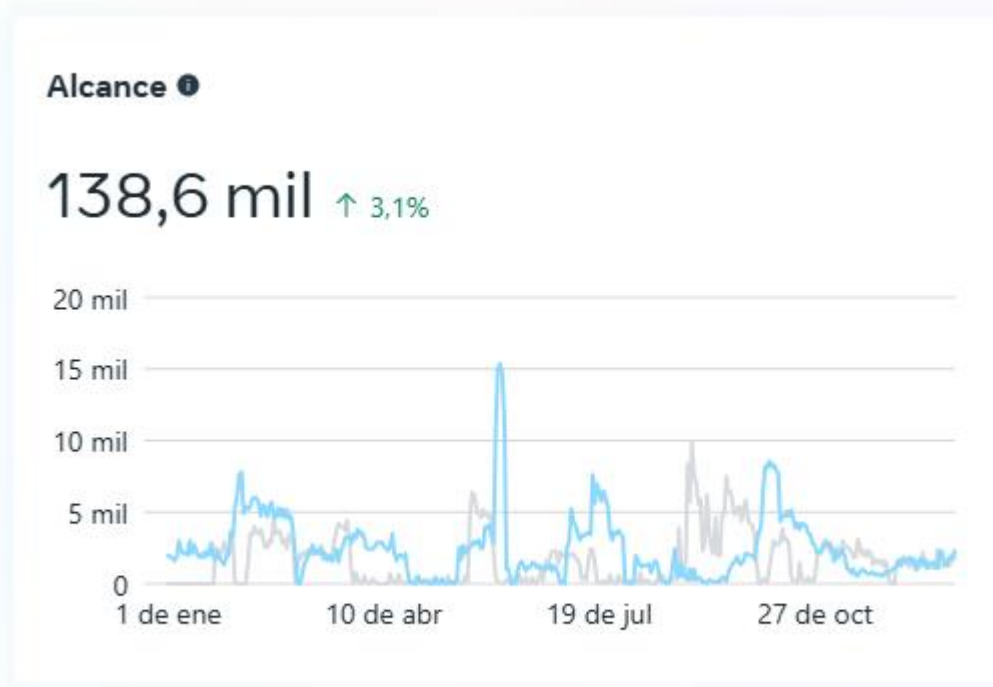 Alcance
138,6 mil ↑ 3,1%
20 mil
15 mil
10 mil
5 mil
0
1 de ene 10 de abr 19 de jul 27 de oct